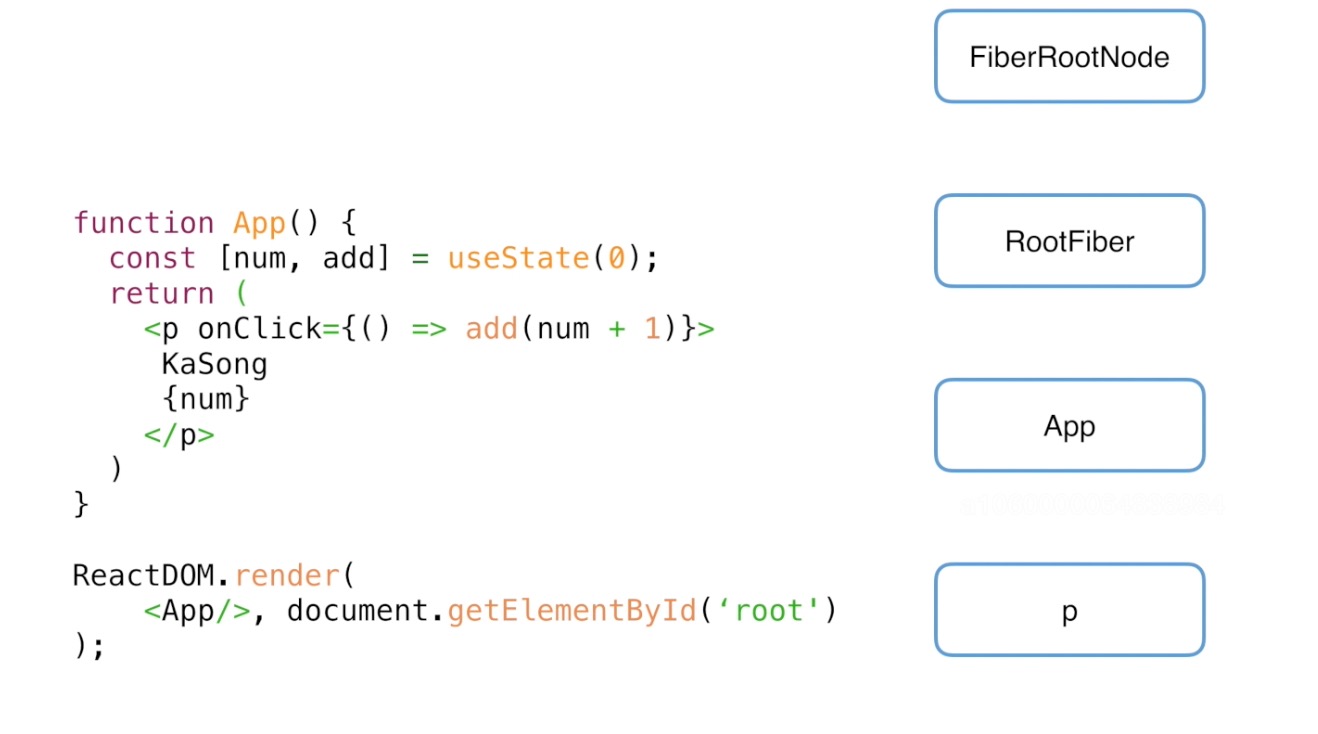 FiberRootNode
function App() {
const [num, add] = useState(0);
return (
<p onClick={() => add(num + 1)}>
KaSong
{num}
</p>
)
}
ReactDOM.render(
<App/>, document.getElementById(‘root')
);
RootFiber
App
p